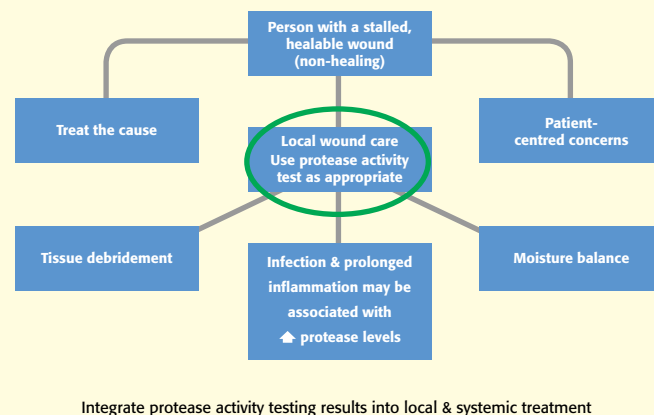 Person with a stalled,
healable wound
(non-healing)
Treat the cause
Local wound care
Use protease activity
test as appropriate
Patient-
centred concerns
Tissue debridement
Infection & prolonged
inflammation may be
associated with
protease levels
Moisture balance
Integrate protease activity testing results into local & systemic treatment